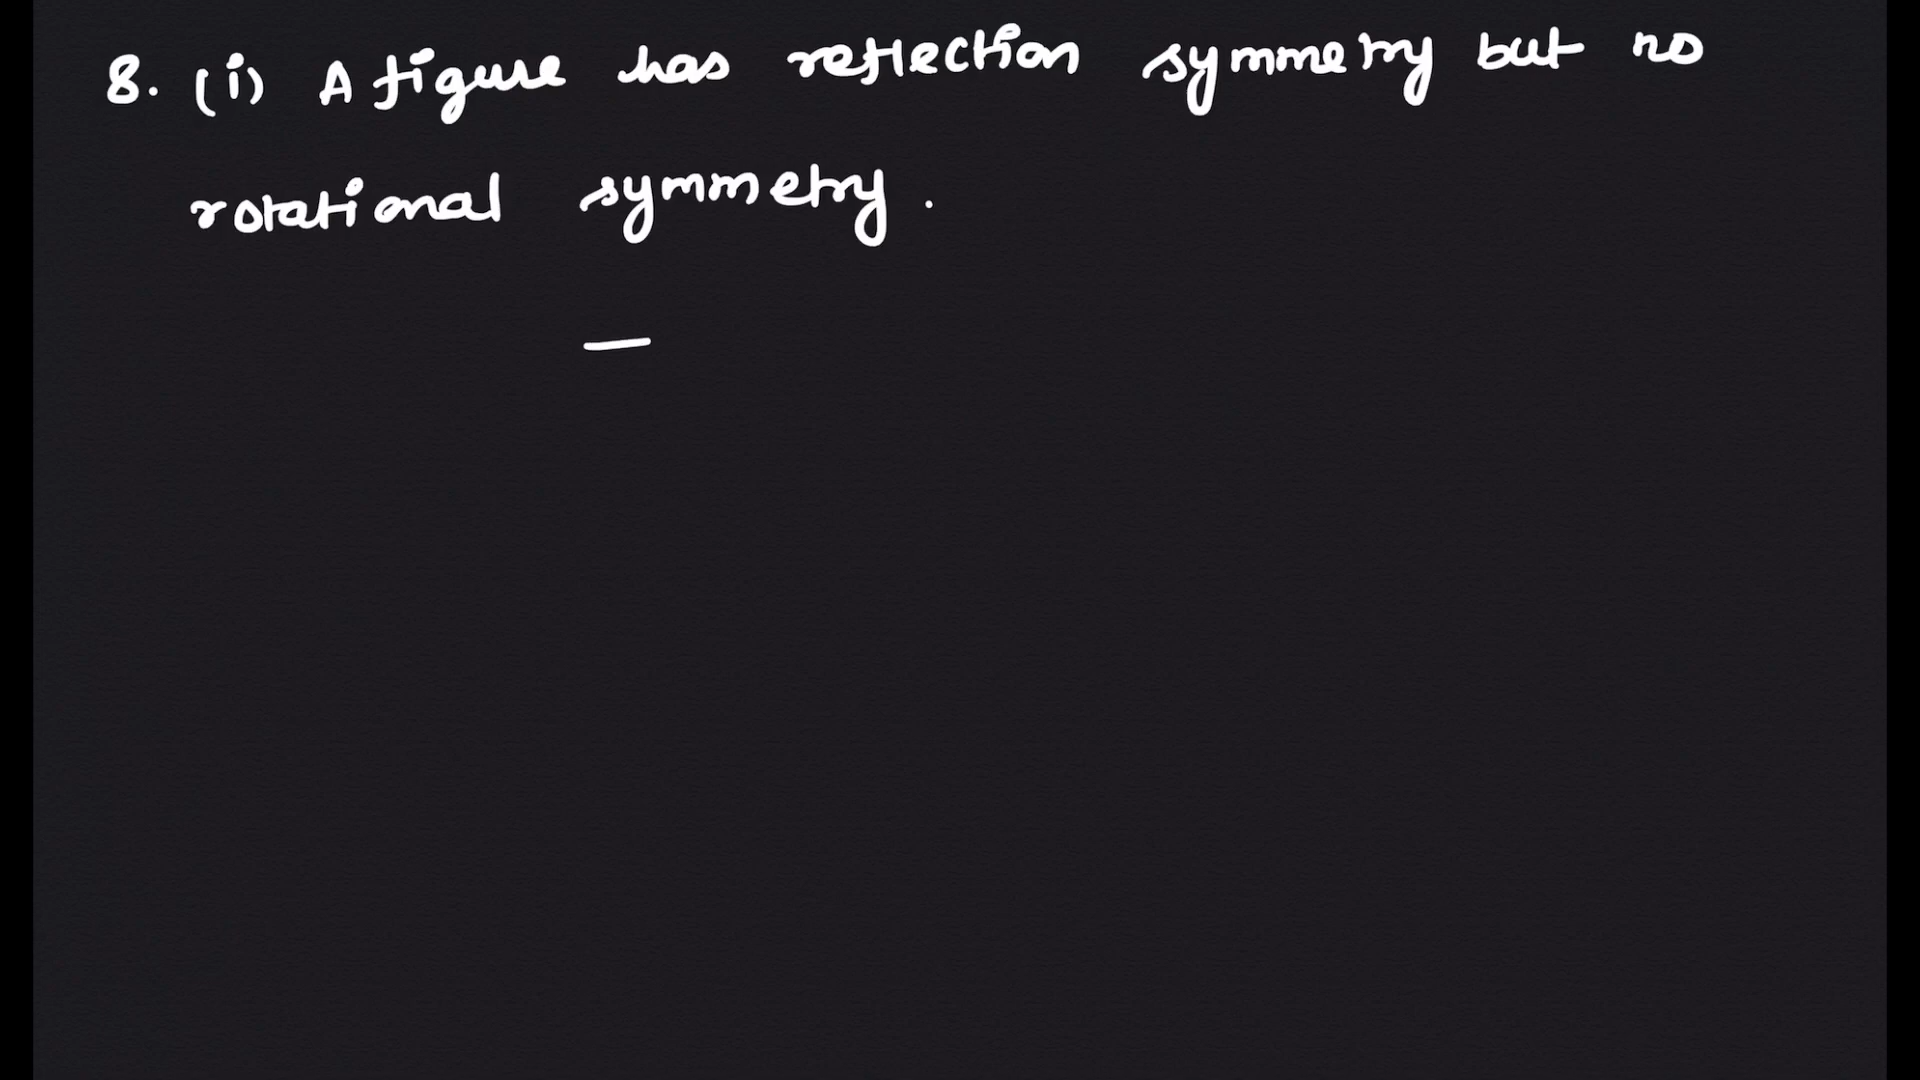 8. (i) A figure has reflection symmetry but no
rotational symmetry.